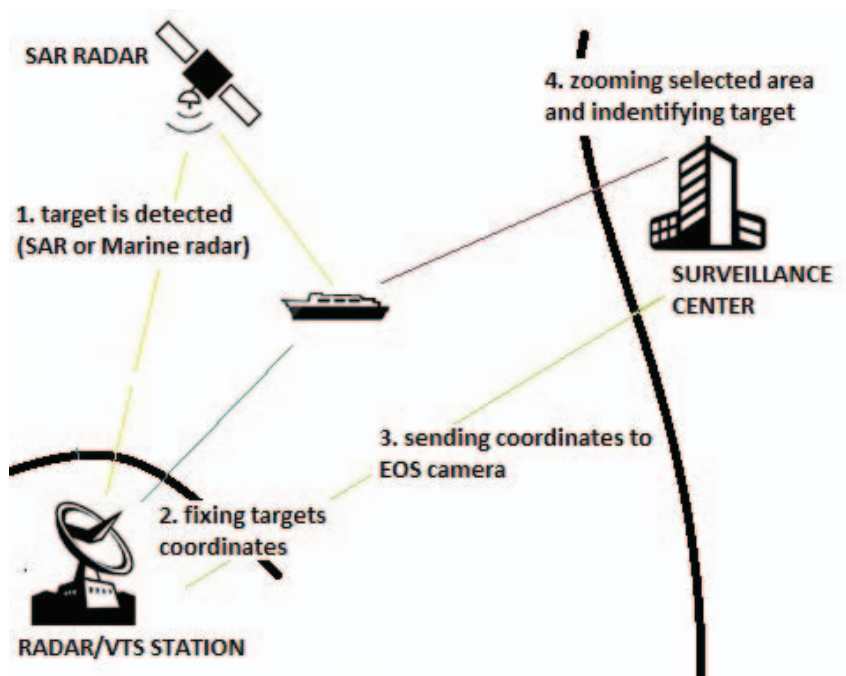 SAR RADAR
4. zooming selected area
and indentifying target
1. target is detected
(SAR or Marine radar)
SURVEILLANCE
CENTER
3. sending coordinates to
EOS camera
2. fixing targets
coordinates
RADAR/VTS STATION